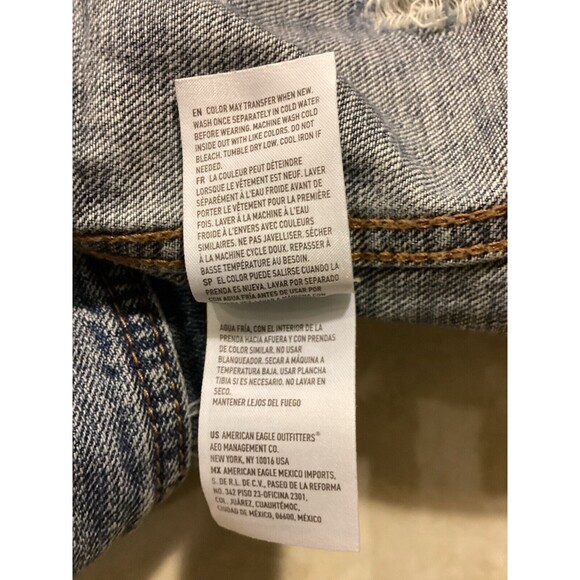 EN COLOR MAY TRANSFER WHEN NEW.
WASH ONCE SEPARATELY IN COLD WATER
BEFORE WEARING. MACHINE WASH COLD
INSIDE OUT WITH LIKE COLORS. DO NOT
BLEACH. TUMBLE DRY LOW. COOL IRON IF
NEEDED.
FR LA COULEUR PEUT DÉTEINDRE
LORSQUE LE VÊTEMENT EST NEUF. LAVER
SÉPARÉMENT À L'EAU FROIDE AVANT DE
PORTER LE VÊTEMENT POUR LA PREMIÈRE
FOIS. LAVER À LA MACHINE À L'EAU
FROIDE À L'ENVERS AVEC COULEURS
SIMILAIRES. NE PAS JAVELLISER. SÉCHER
À LA MACHINE CYCLE DOUX. REPASSER À
BASSE TEMPÉRATURE AU BESOIN.
SP EL COLOR PUEDE SALIRSE CUANDO LA
PRENDA ES NUEVA, LAVAR POR SEPARADO
CON AGUA FRÍA ANTES DE USAR POR
AGUA FRÍA, CON EL INTERIOR DE LA
PRENDA HACIA AFUERA Y CON PRENDAS
DE COLOR SIMILAR. NO USAR
BLANQUEADOR. SECAR A MÁQUINA A
TEMPERATURA BAJA. USAR PLANCHA
TIBIA SI ES NECESARIO. NO LAVAR EN
SECO.
MANTENER LEJOS DEL FUEGO
US AMERICAN EAGLE OUTFITTERS®
AEO MANAGEMENT CO.
NEW YORK, NY 10016 USA
MX AMERICAN EAGLE MEXICO IMPORTS,
S. DE R.L. DE C.V., PASEO DE LA REFORMA
NO. 342 PISO 23-OFICINA 2301,
COL. JUÁREZ, CUAUHTÉMOC,
CIUDAD DE MÉXICO, 06600, MÉXICO